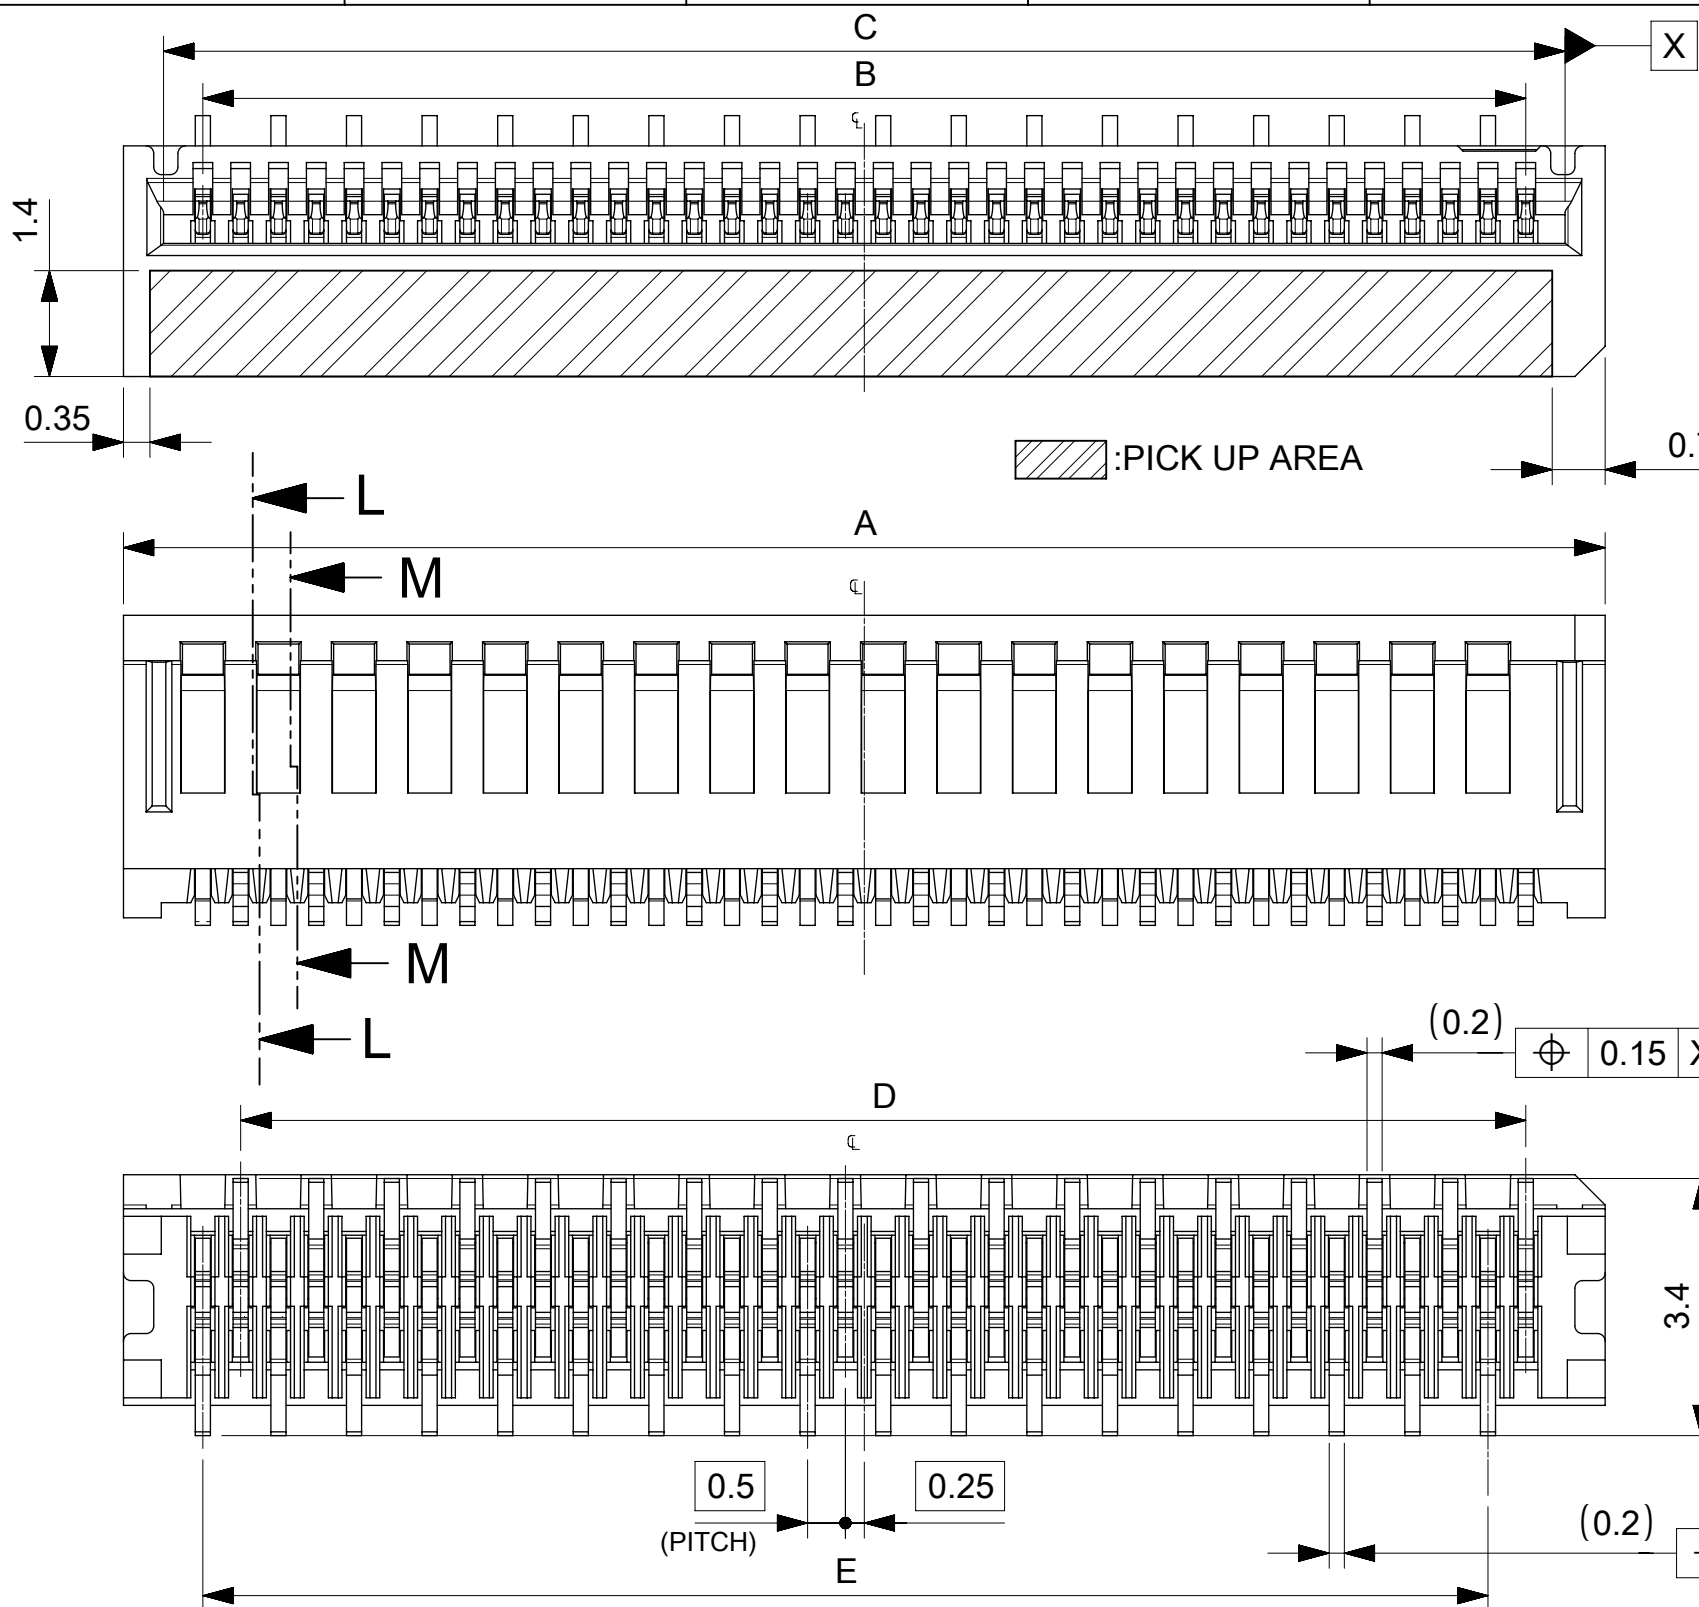 C
X
B
℄
1.4
0.35
:PICK UP AREA
0.
L
A
M
℄
M
L
(0.2)
⌖ 0.15
D
℄
3.4
0.5
0.25
(PITCH)
(0.2)
E